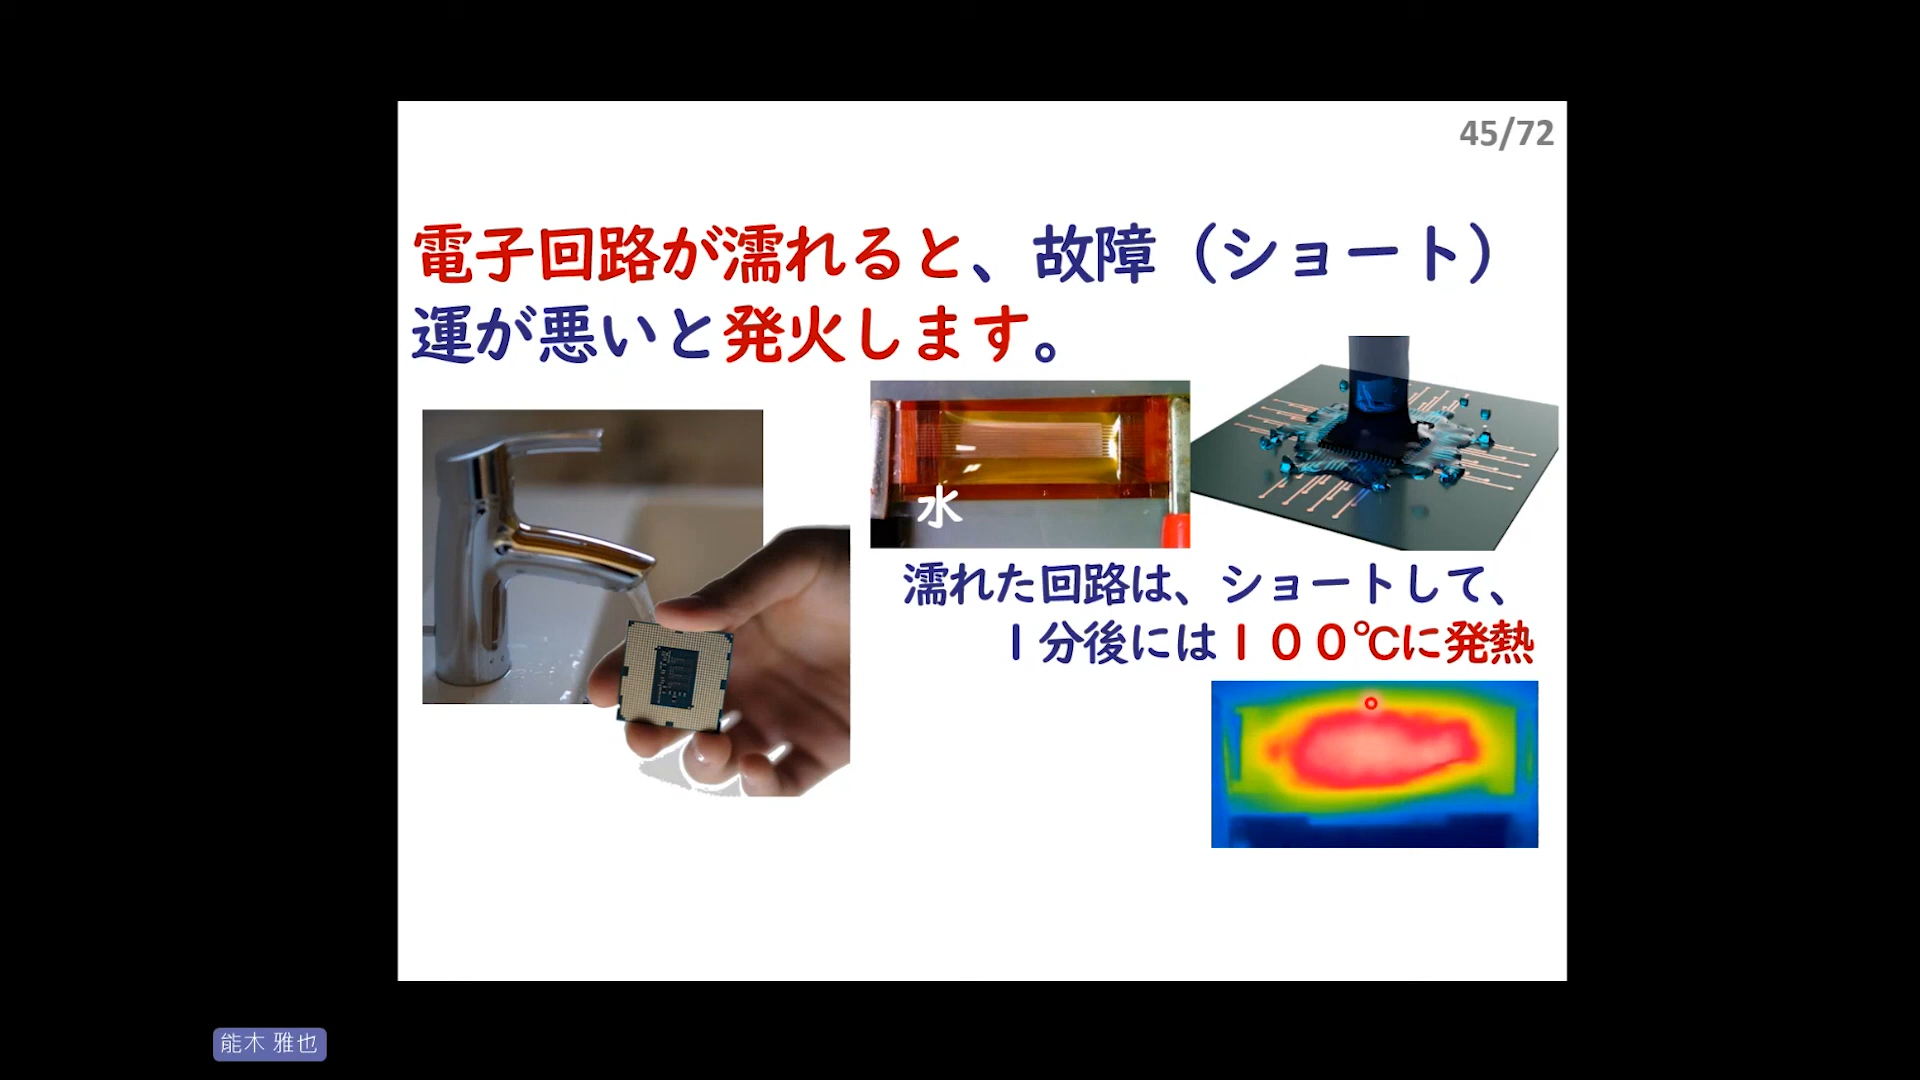 45/72
電子回路が濡れると、故障（ショート）
運が悪いと発火します。
水
濡れた回路は、ショートして、
１分後には１００℃に発熱
能木 雅也